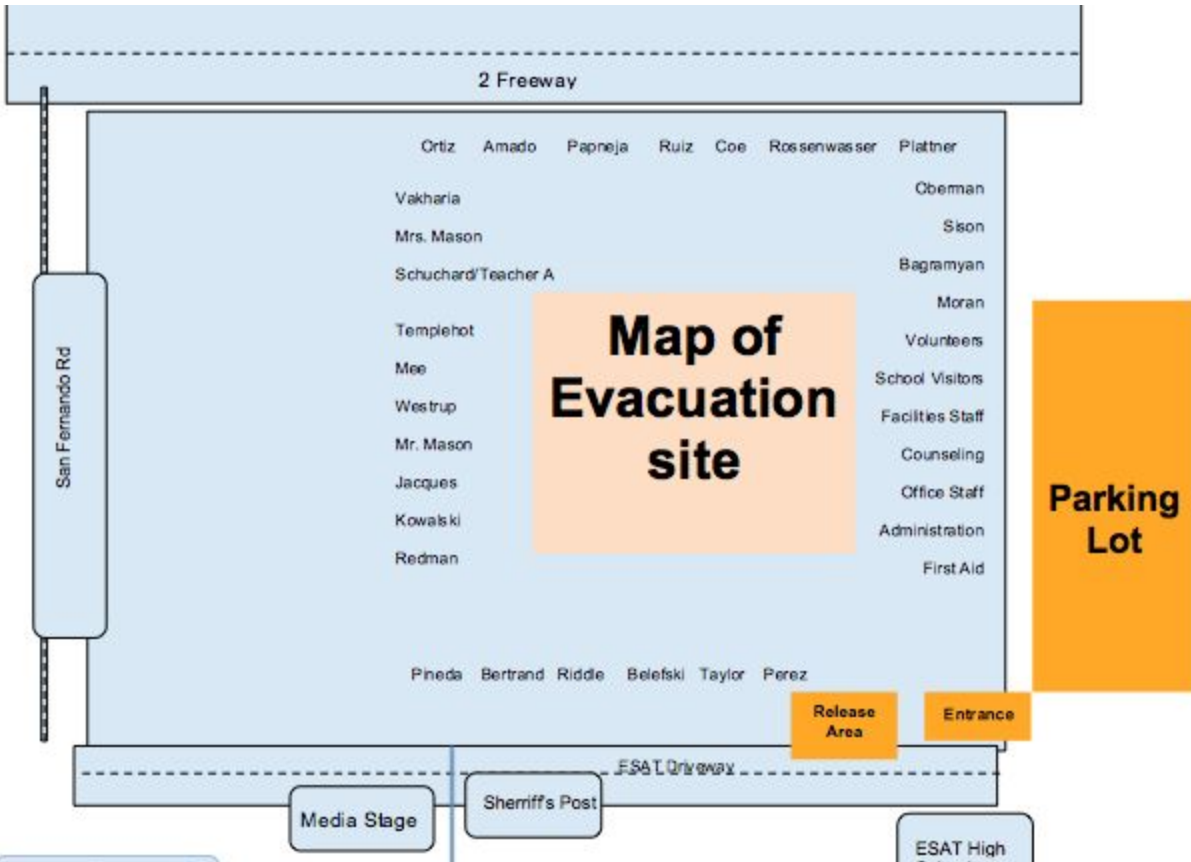 2 Freeway
Ortiz Amado Papneja Ruiz Coe Rossenwasser Plattner
Vakharia
Mrs. Mason
Schuchard/Teacher A
Templehot
Mee
Westrup
Mr. Mason
Jacques
Kowalski
Redman
Oberman
Sison
Bagramyan
Moran
Volunteers
School Visitors
Facilities Staff
Counseling
Office Staff
Administration
First Aid
Map of
Evacuation
site
San Fernando Rd
Parking
Lot
Pineda Bertrand Riddle Belefski Taylor Perez
Release
Area
Entrance
ESAT Driveway
Media Stage
Sherriff's Post
ESAT High